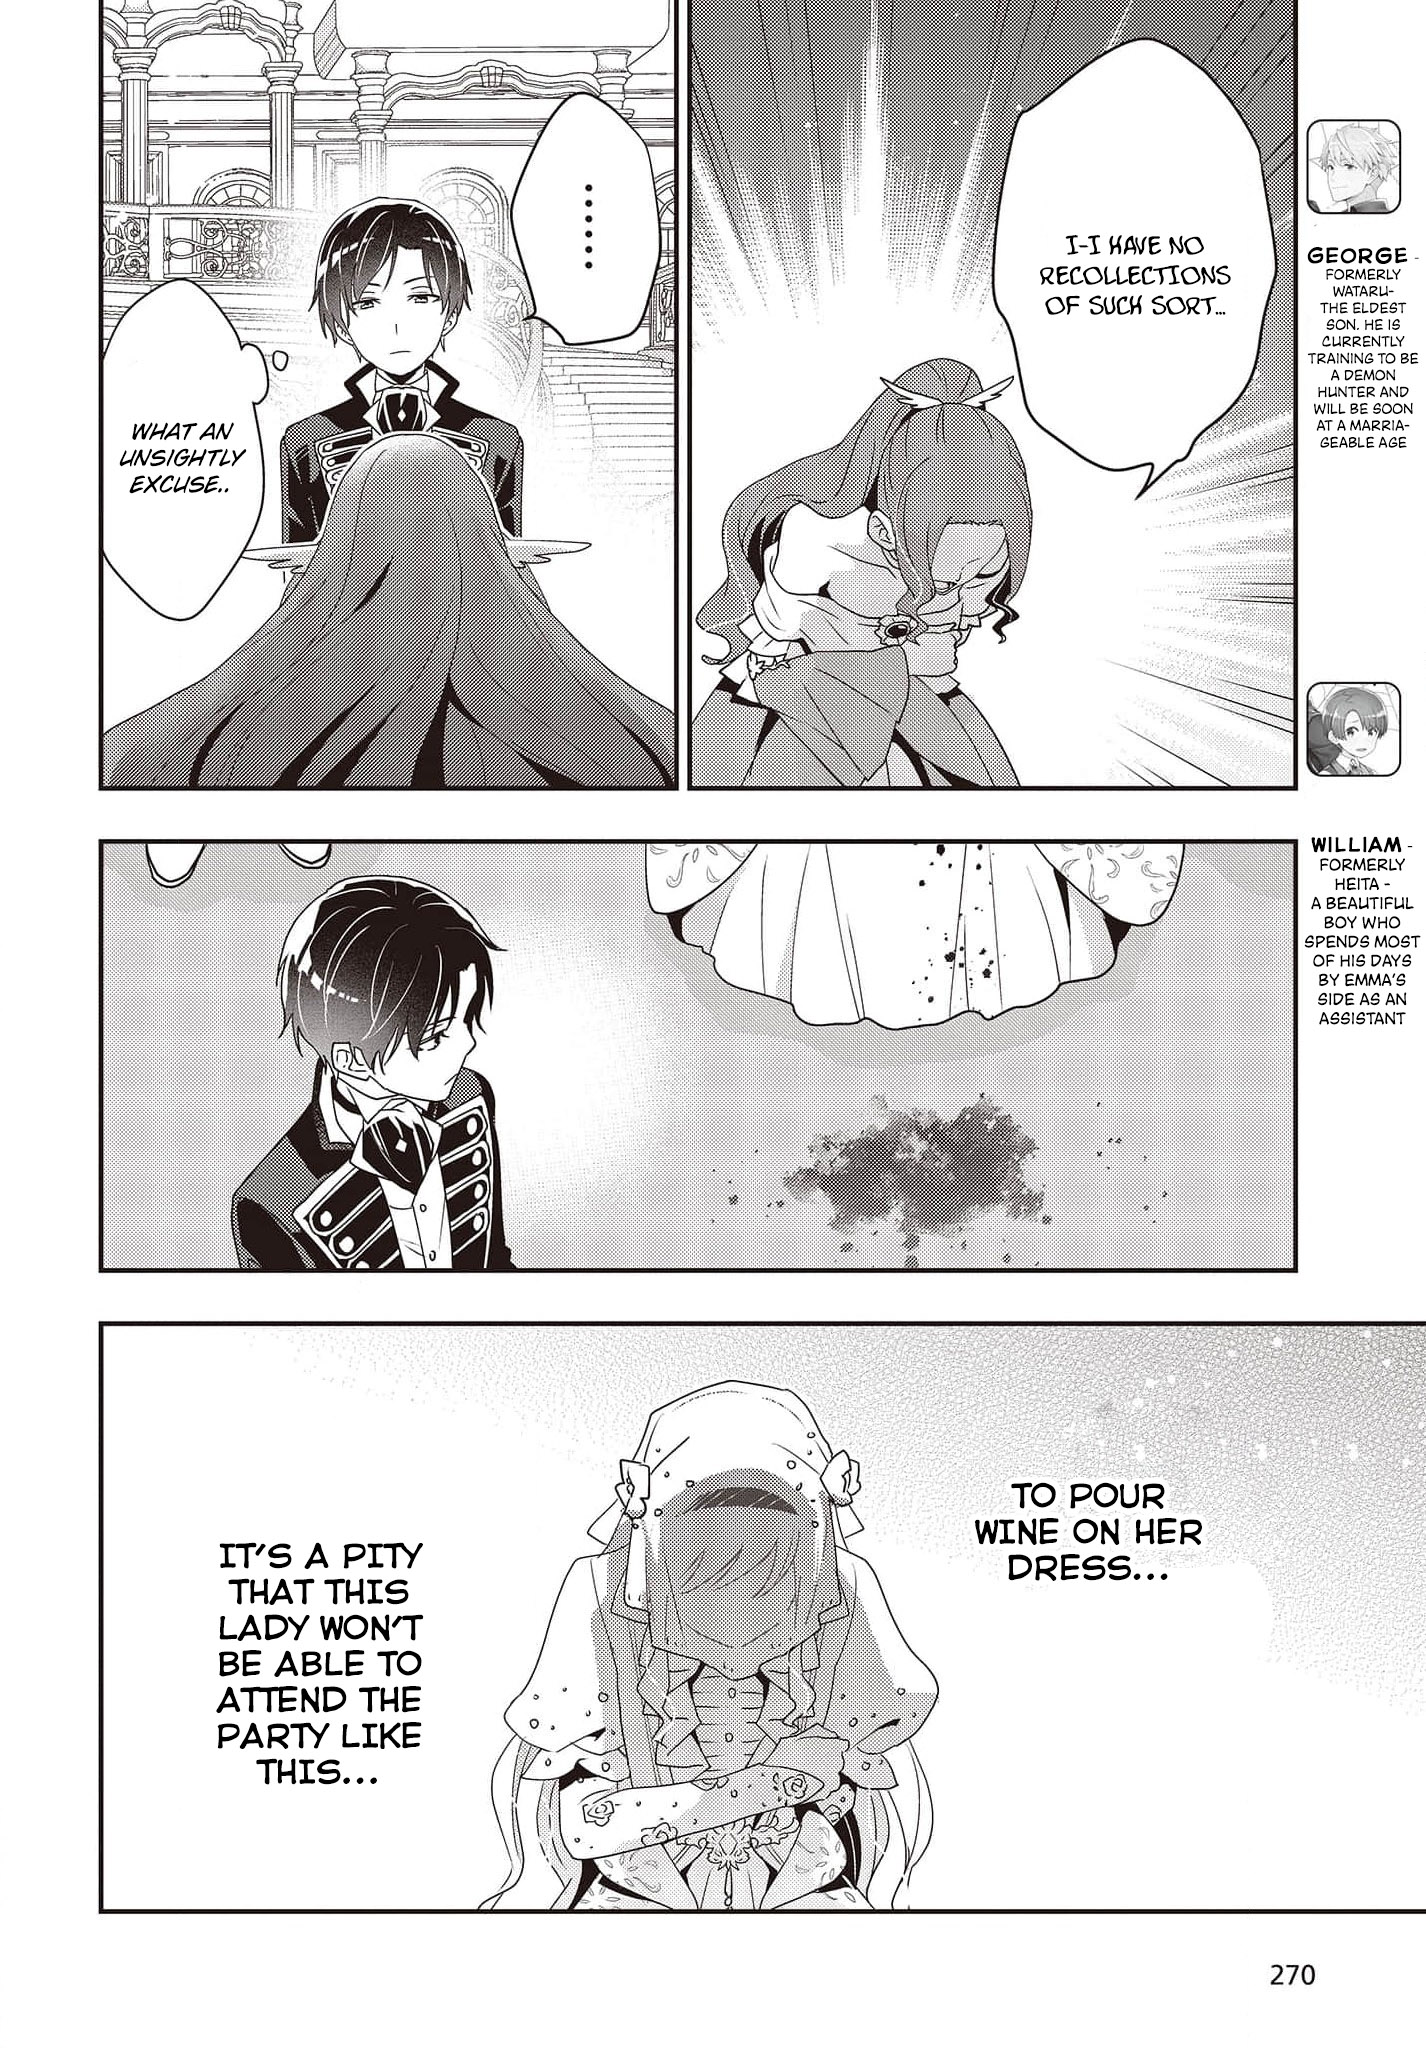 I-I HAVE NO
RECOLLECTIONS
OF SUCH SORT...
......
WHAT AN
UNSIGHTLY
EXCUSE..
GEORGE -
FORMERLY
WATARU-
THE ELDEST
SON. HE IS
CURRENTLY
TRAINING TO BE
A DEMON
HUNTER AND
WILL BE SOON
AT A MARRIA-
GEABLE AGE
WILLIAM -
FORMERLY
HEITA -
A BEAUTIFUL
BOY WHO
SPENDS MOST
OF HIS DAYS
BY EMMA'S
SIDE AS AN
ASSISTANT
TO POUR
WINE ON HER
DRESS...
IT'S A PITY
THAT THIS
LADY WON'T
BE ABLE TO
ATTEND THE
PARTY LIKE
THIS...
270